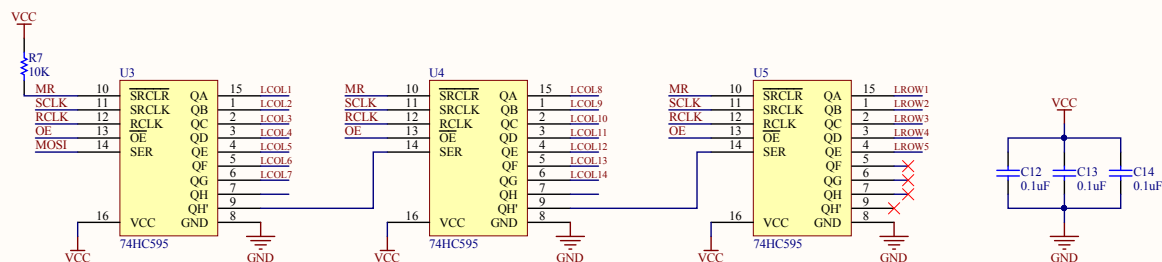 VCC
R7
10K
U3
MR 10 SRCLR QA 15 LCOL1
SCLK 11 SRCLK QB 1 LCOL2
RCLK 12 RCLK QC 2 LCOL3
OE 13 OE QD 3 LCOL4
MOSI 14 SER QE 4 LCOL5
QF 5 LCOL6
QG 6 LCOL7
QH 7
QH' 9
16 VCC GND 8
74HC595
VCC
GND
U4
MR 10 SRCLR QA 15 LCOL8
SCLK 11 SRCLK QB 1 LCOL9
RCLK 12 RCLK QC 2 LCOL10
OE 13 OE QD 3 LCOL11
14 SER QE 4 LCOL12
QF 5 LCOL13
QG 6 LCOL14
QH 7
QH' 9
16 VCC GND 8
74HC595
VCC
GND
U5
MR 10 SRCLR QA 15 LROW1
SCLK 11 SRCLK QB 1 LROW2
RCLK 12 RCLK QC 2 LROW3
OE 13 OE QD 3 LROW4
14 SER QE 4 LROW5
QF 5
QG 6
QH 7
QH' 9
16 VCC GND 8
74HC595
VCC
GND
VCC
C12 C13 C14
0.1uF 0.1uF 0.1uF
GND